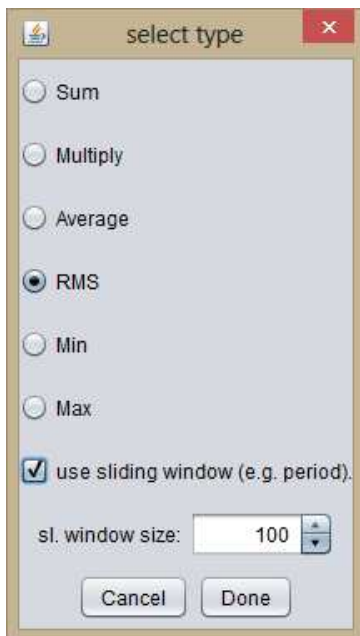 select type
Sum
Multiply
Average
RMS
Min
Max
use sliding window (e.g. period).
sl. window size: 100
Cancel Done